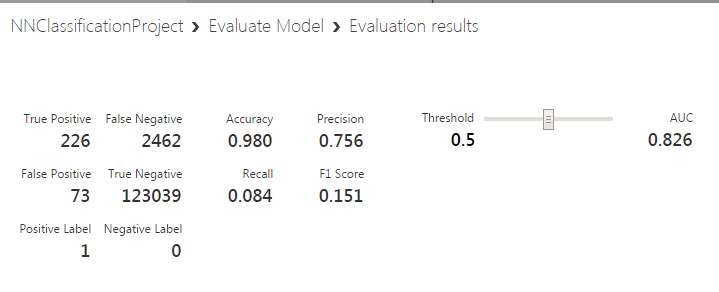 NNClassificationProject › Evaluate Model › Evaluation results
True Positive False Negative Accuracy Precision Threshold AUC
226 2462 0.980 0.756 0.5 0.826
False Positive True Negative Recall F1 Score
73 123039 0.084 0.151
Positive Label Negative Label
1 0